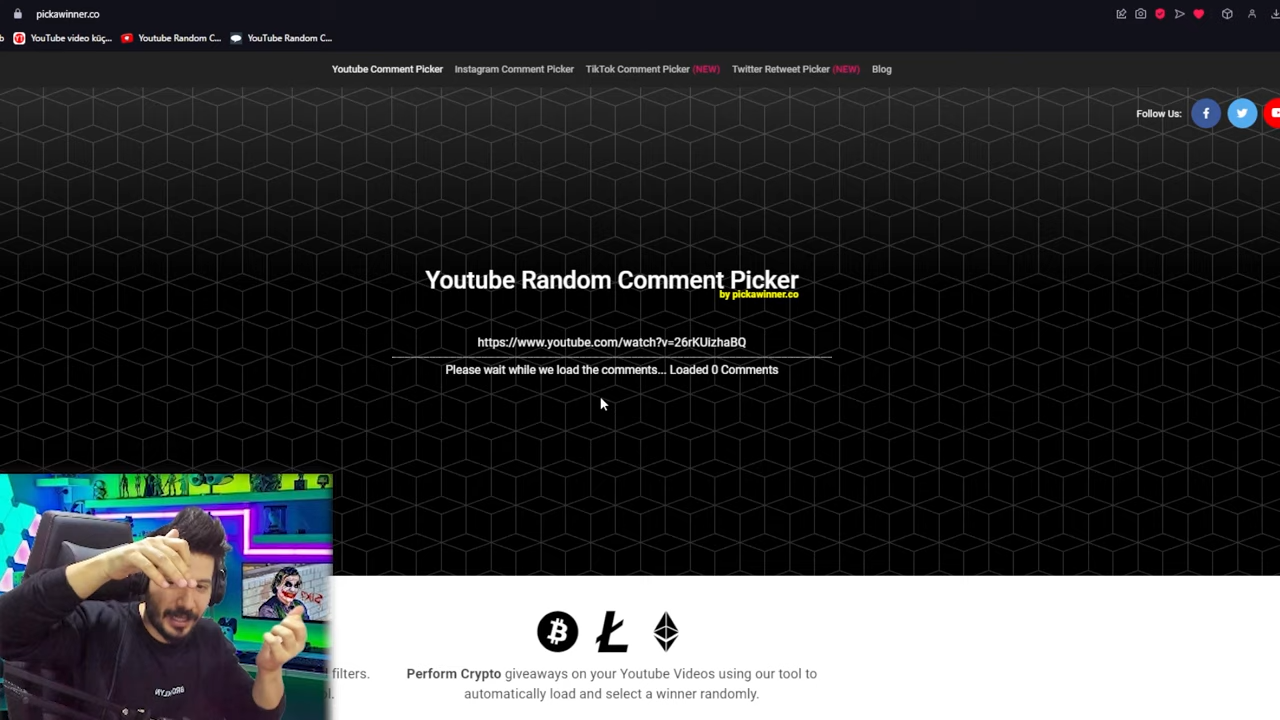 pickawinner.co
b YouTube video küç... Youtube Random C... YouTube Random C...
Youtube Comment Picker Instagram Comment Picker TikTok Comment Picker (NEW) Twitter Retweet Picker (NEW) Blog
Follow Us:
Youtube Random Comment Picker
by pickawinner.co
https://www.youtube.com/watch?v=26rKUizhaBQ
Please wait while we load the comments... Loaded 0 Comments
filters. Perform Crypto giveaways on your Youtube Videos using our tool to
ol. automatically load and select a winner randomly.
BROOKLYN